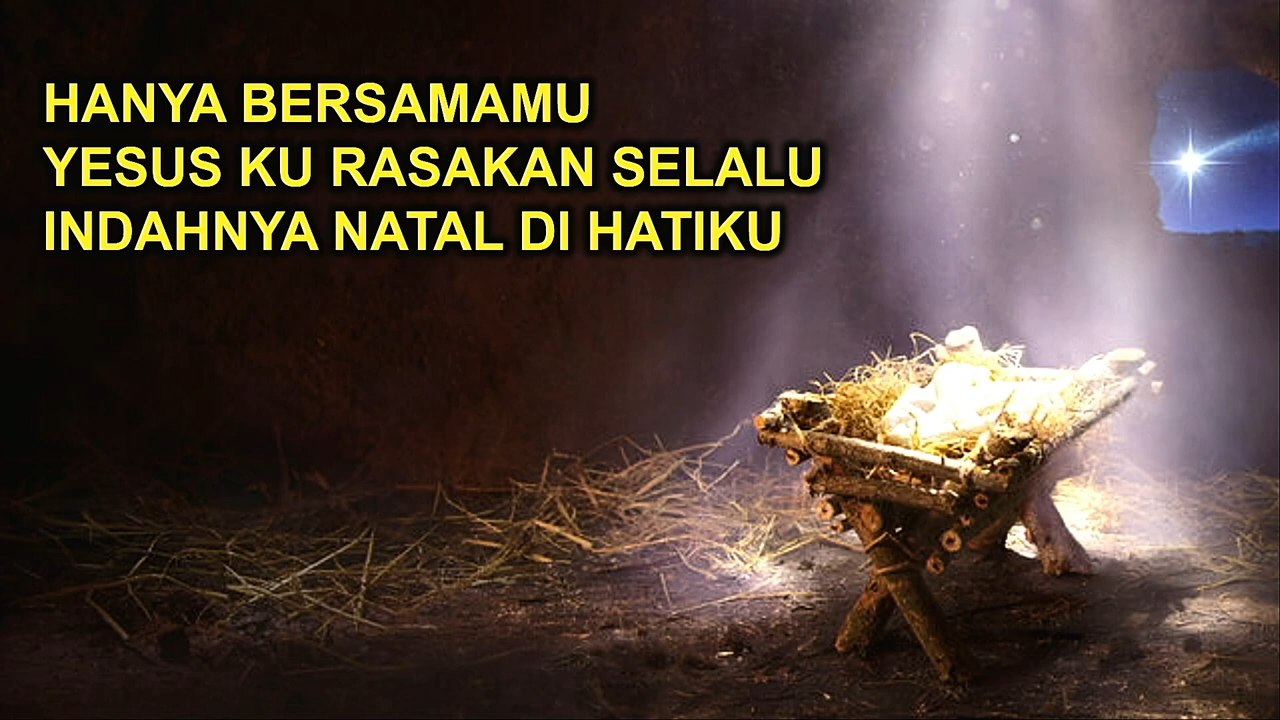 HANYA BERSAMAMU
YESUS KU RASAKAN SELALU
INDAHNYA NATAL DI HATIKU